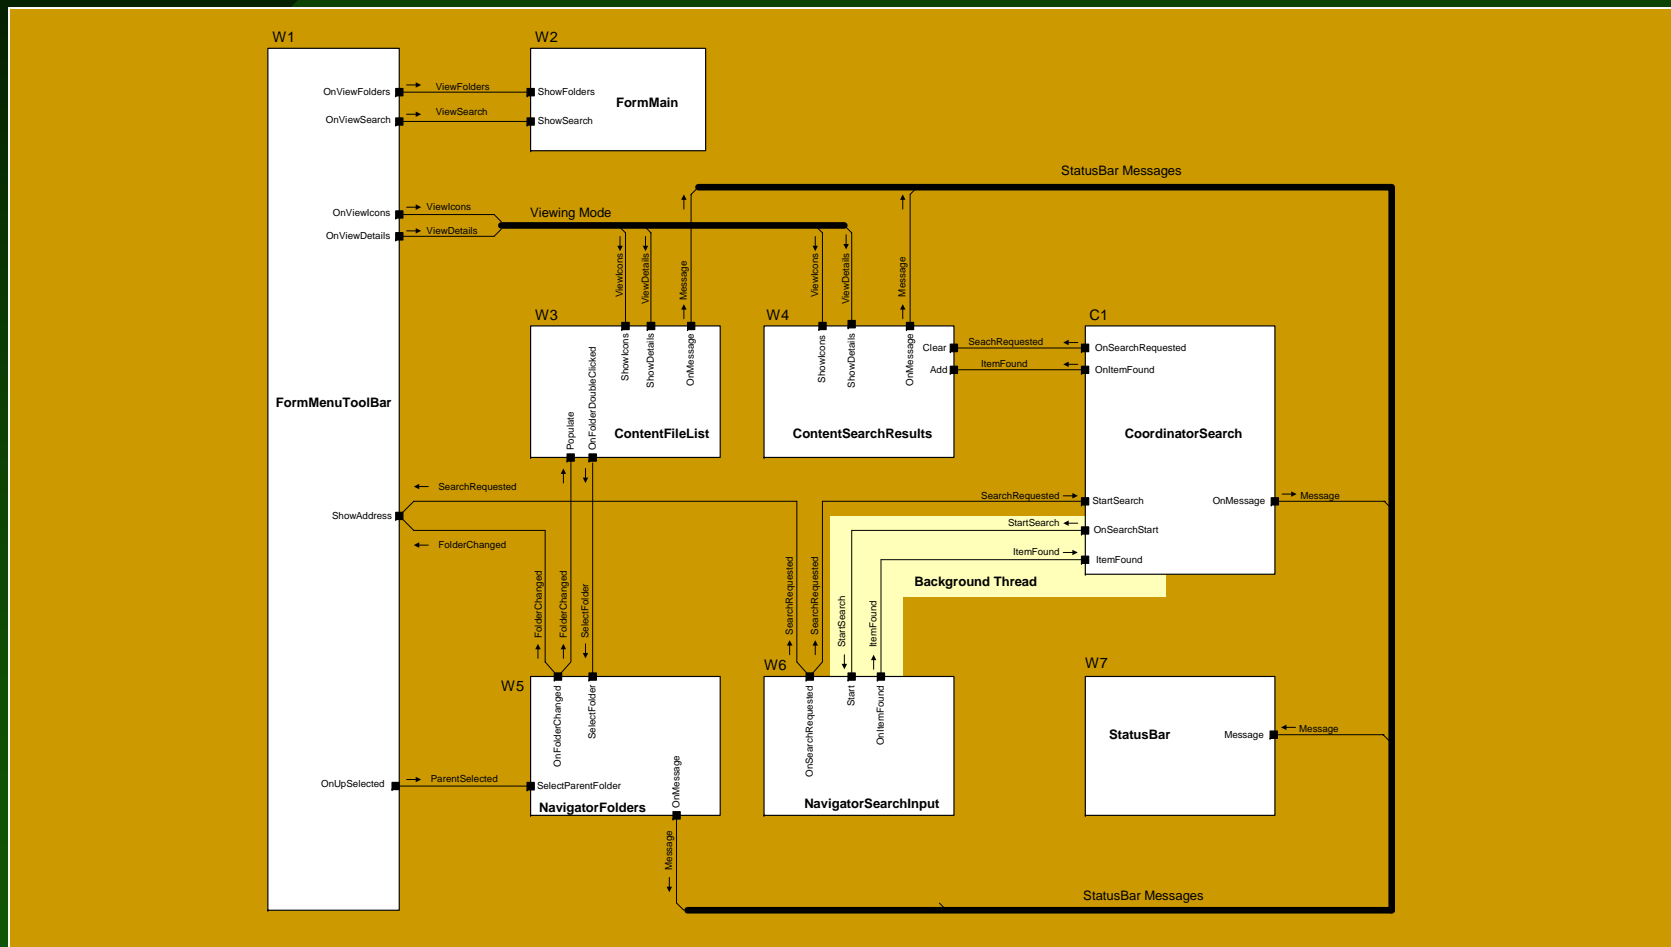 W1
W2
OnViewFolders
ViewFolders
ShowFolders
FormMain
OnViewSearch
ViewSearch
ShowSearch
StatusBar Messages
OnViewIcons
ViewIcons
Viewing Mode
OnViewDetails
ViewDetails
ViewIcons
ViewDetails
Message
ViewIcons
ViewDetails
Message
W3
W4
C1
ShowIcons
ShowDetails
OnMessage
OnFolderDoubleClicked
Populate
ContentFileList
ShowIcons
ShowDetails
OnMessage
Clear
SeachRequested
OnSearchRequested
Add
ItemFound
OnItemFound
ContentSearchResults
CoordinatorSearch
FormMenuToolBar
SearchRequested
SearchRequested
StartSearch
OnMessage
Message
ShowAddress
StartSearch
OnSearchStart
FolderChanged
ItemFound
ItemFound
Background Thread
FolderChanged
FolderChanged
SelectFolder
SearchRequested
SearchRequested
StartSearch
ItemFound
W5
W6
W7
OnFolderChanged
SelectFolder
OnSearchRequested
Start
OnItemFound
StatusBar
Message
Message
OnUpSelected
ParentSelected
SelectParentFolder
OnMessage
NavigatorFolders
NavigatorSearchInput
Message
StatusBar Messages